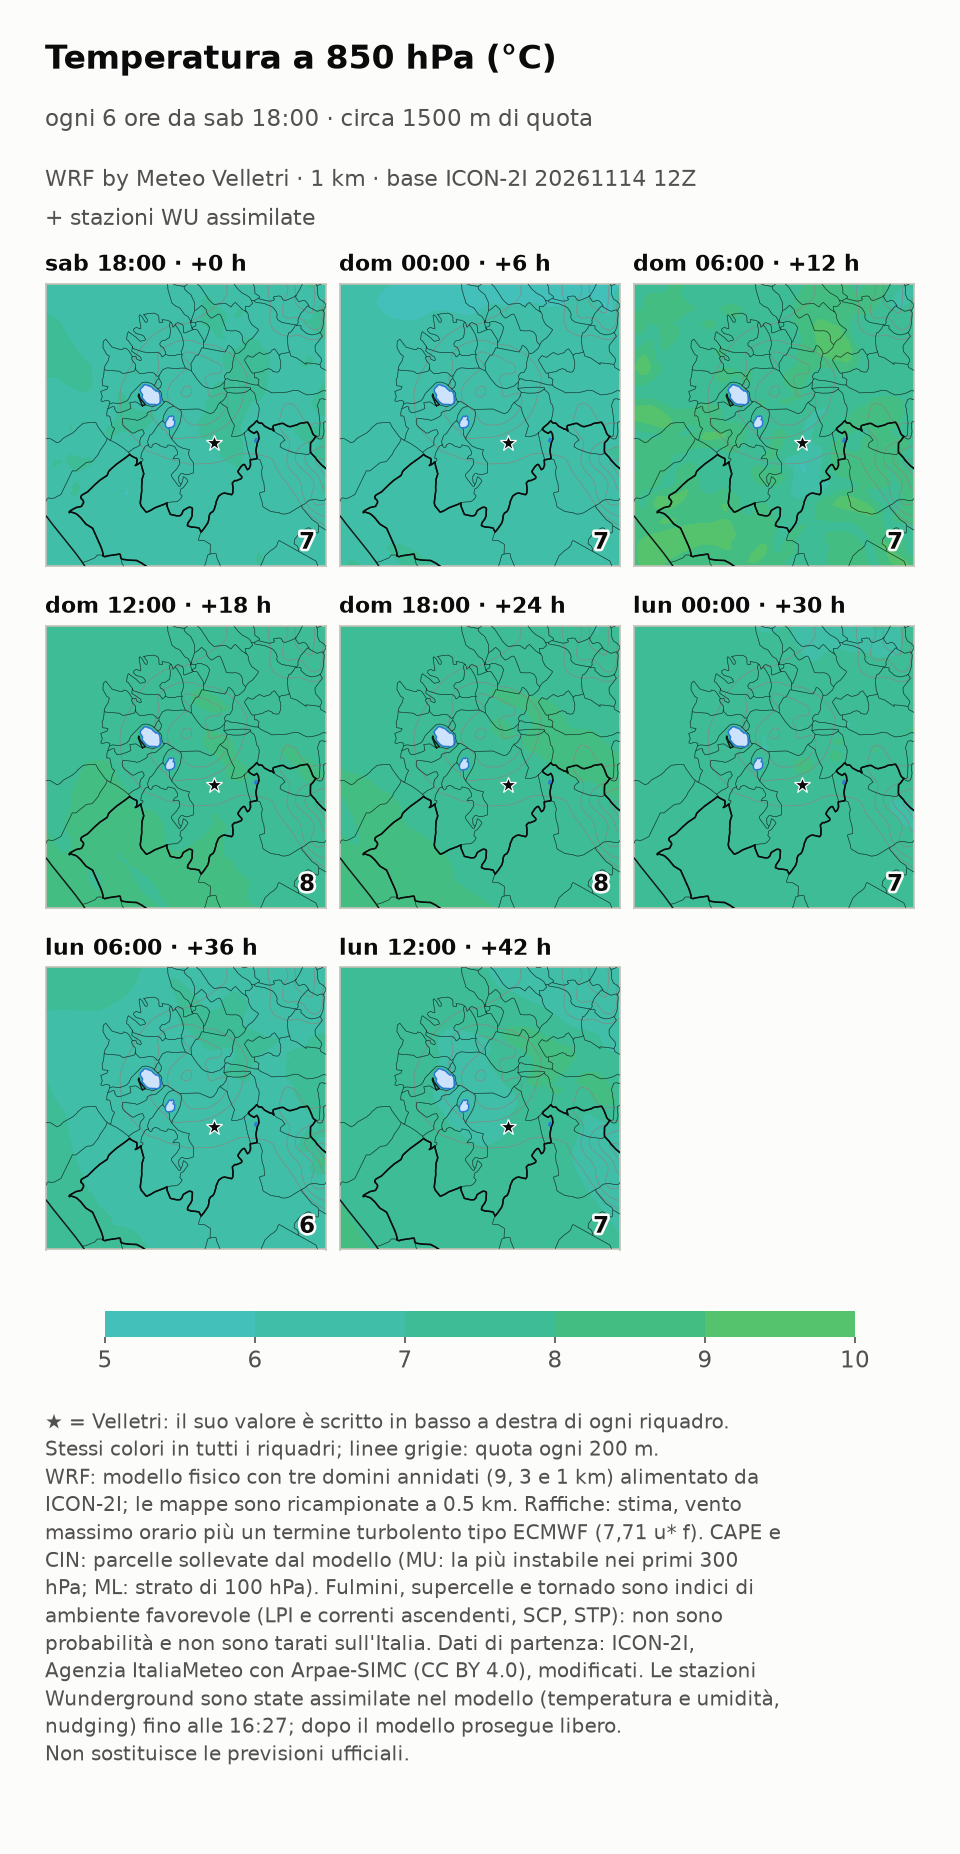 Temperatura a 850 hPa (°C)
ogni 6 ore da sab 18:00 · circa 1500 m di quota
WRF by Meteo Velletri · 1 km · base ICON-2I 20261114 12Z
+ stazioni WU assimilate
sab 18:00 · +0 h
dom 00:00 · +6 h
dom 06:00 · +12 h
7
7
7
dom 12:00 · +18 h
dom 18:00 · +24 h
lun 00:00 · +30 h
8
8
7
lun 06:00 · +36 h
lun 12:00 · +42 h
6
7
5 6 7 8 9 10
★ = Velletri: il suo valore è scritto in basso a destra di ogni riquadro.
Stessi colori in tutti i riquadri; linee grigie: quota ogni 200 m.
WRF: modello fisico con tre domini annidati (9, 3 e 1 km) alimentato da
ICON-2I; le mappe sono ricampionate a 0.5 km. Raffiche: stima, vento
massimo orario più un termine turbolento tipo ECMWF (7,71 u* f). CAPE e
CIN: parcelle sollevate dal modello (MU: la più instabile nei primi 300
hPa; ML: strato di 100 hPa). Fulmini, supercelle e tornado sono indici di
ambiente favorevole (LPI e correnti ascendenti, SCP, STP): non sono
probabilità e non sono tarati sull'Italia. Dati di partenza: ICON-2I,
Agenzia ItaliaMeteo con Arpae-SIMC (CC BY 4.0), modificati. Le stazioni
Wunderground sono state assimilate nel modello (temperatura e umidità,
nudging) fino alle 16:27; dopo il modello prosegue libero.
Non sostituisce le previsioni ufficiali.